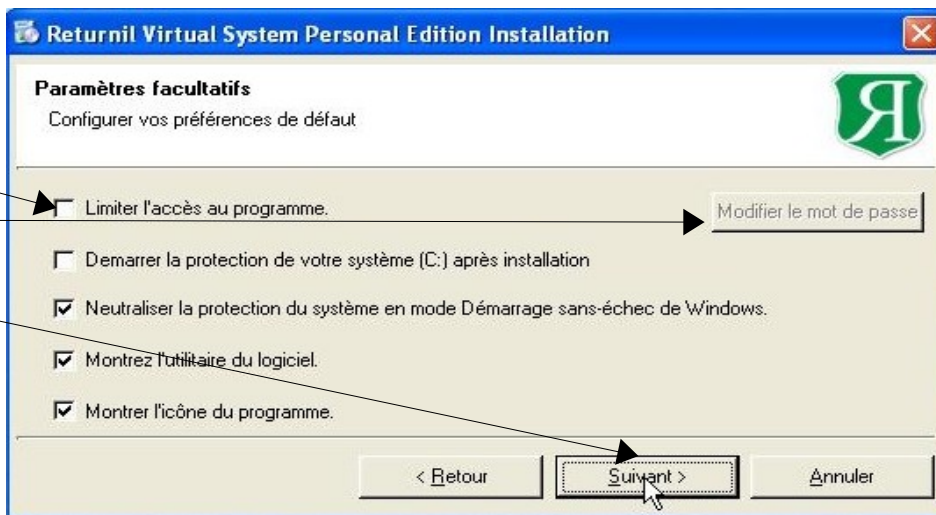 Returnil Virtual System Personal Edition Installation
Paramètres facultatifs
Configurer vos préférences de défaut
Limiter l'accès au programme.
Modifier le mot de passe
Demarrer la protection de votre système (C:) après installation
Neutraliser la protection du système en mode Démarrage sans-échec de Windows.
Montrez l'utilitaire du logiciel.
Montrer l'icône du programme.
< Retour Suivant > Annuler